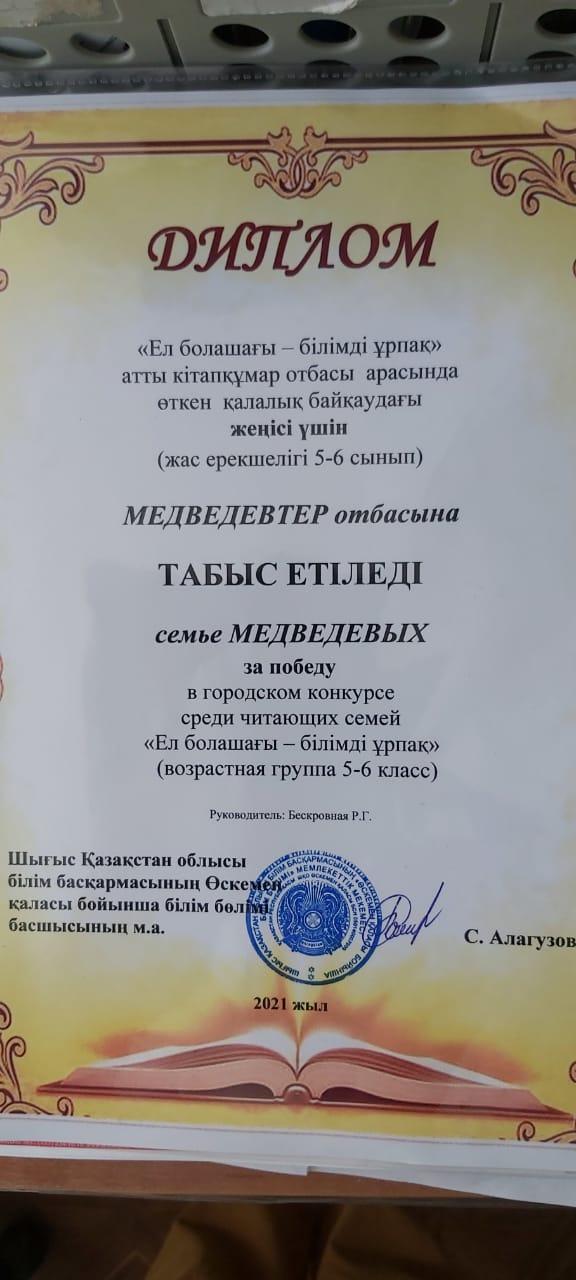 ДИПЛОМ
«Ел болашағы – білімді ұрпақ»
атты кітапқұмар отбасы арасында
өткен қалалық байқаудағы
жеңісі үшін
(жас ерекшелігі 5-6 сынып)
МЕДВЕДЕВТЕР отбасына
ТАБЫС ЕТІЛЕДІ
семье МЕДВЕДЕВЫХ
за победу
в городском конкурсе
среди читающих семей
«Ел болашағы – білімді ұрпақ»
(возрастная группа 5-6 класс)
Руководитель: Бескровная Р.Г.
Шығыс Қазақстан облысы
білім басқармасының Өскемен
қаласы бойынша білім бөлімі
басшысының м.а.
С. Алагузов
2021 жыл